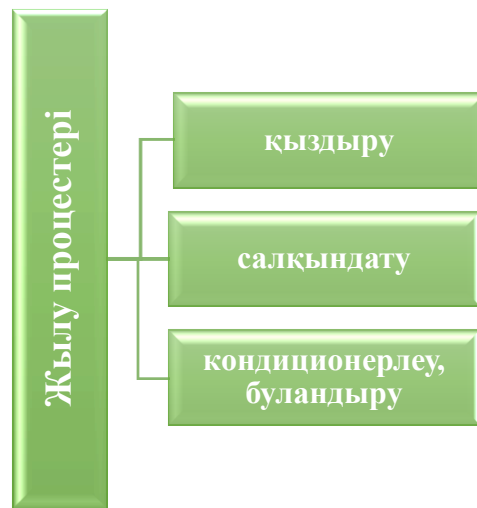 Жылу процестері
қыздыру
салқындату
кондиционерлеу,
буландыру